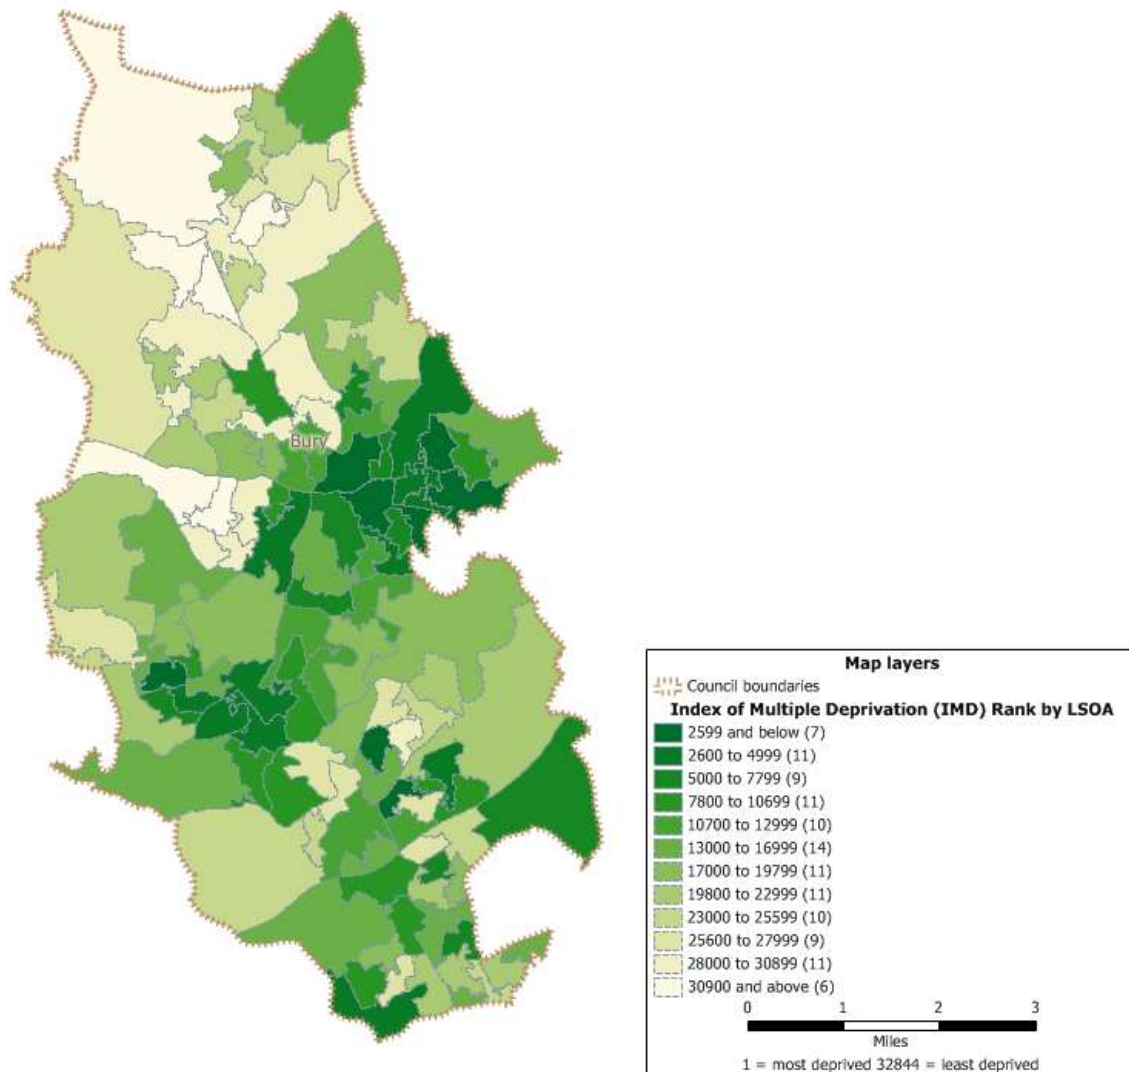 Bury
Map layers
Council boundaries
Index of Multiple Deprivation (IMD) Rank by LSOA
2599 and below (7)
2600 to 4999 (11)
5000 to 7799 (9)
7800 to 10699 (11)
10700 to 12999 (10)
13000 to 16999 (14)
17000 to 19799 (11)
19800 to 22999 (11)
23000 to 25599 (10)
25600 to 27999 (9)
28000 to 30899 (11)
30900 and above (6)
0 1 2 3
Miles
1 = most deprived 32844 = least deprived